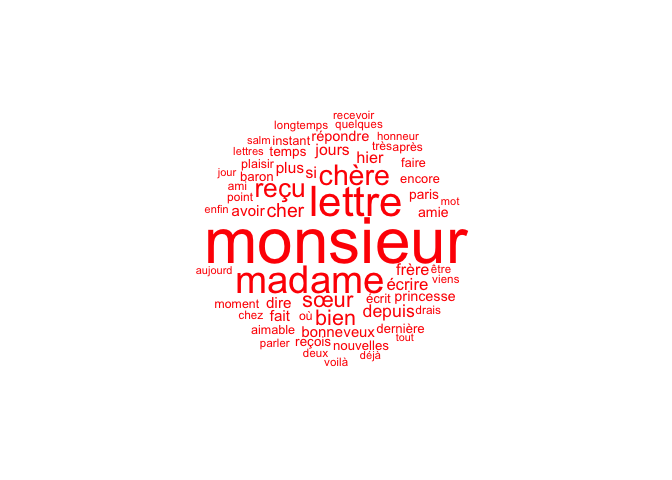 recevoir
longtemps quelques
salm instant répondre honneur
lettres temps jours très après
plaisir plus si hier faire
jour baron chère encore
ami reçu paris mot
point lettre
enfin avoir cher amie
monsieur
aujourd madame frère être
écrire viens
moment dire sœur écrit princesse
chez fait où bien depuis drais
aimable bonne veux dernière
parler reçois nouvelles tout
deux déjà
voilà